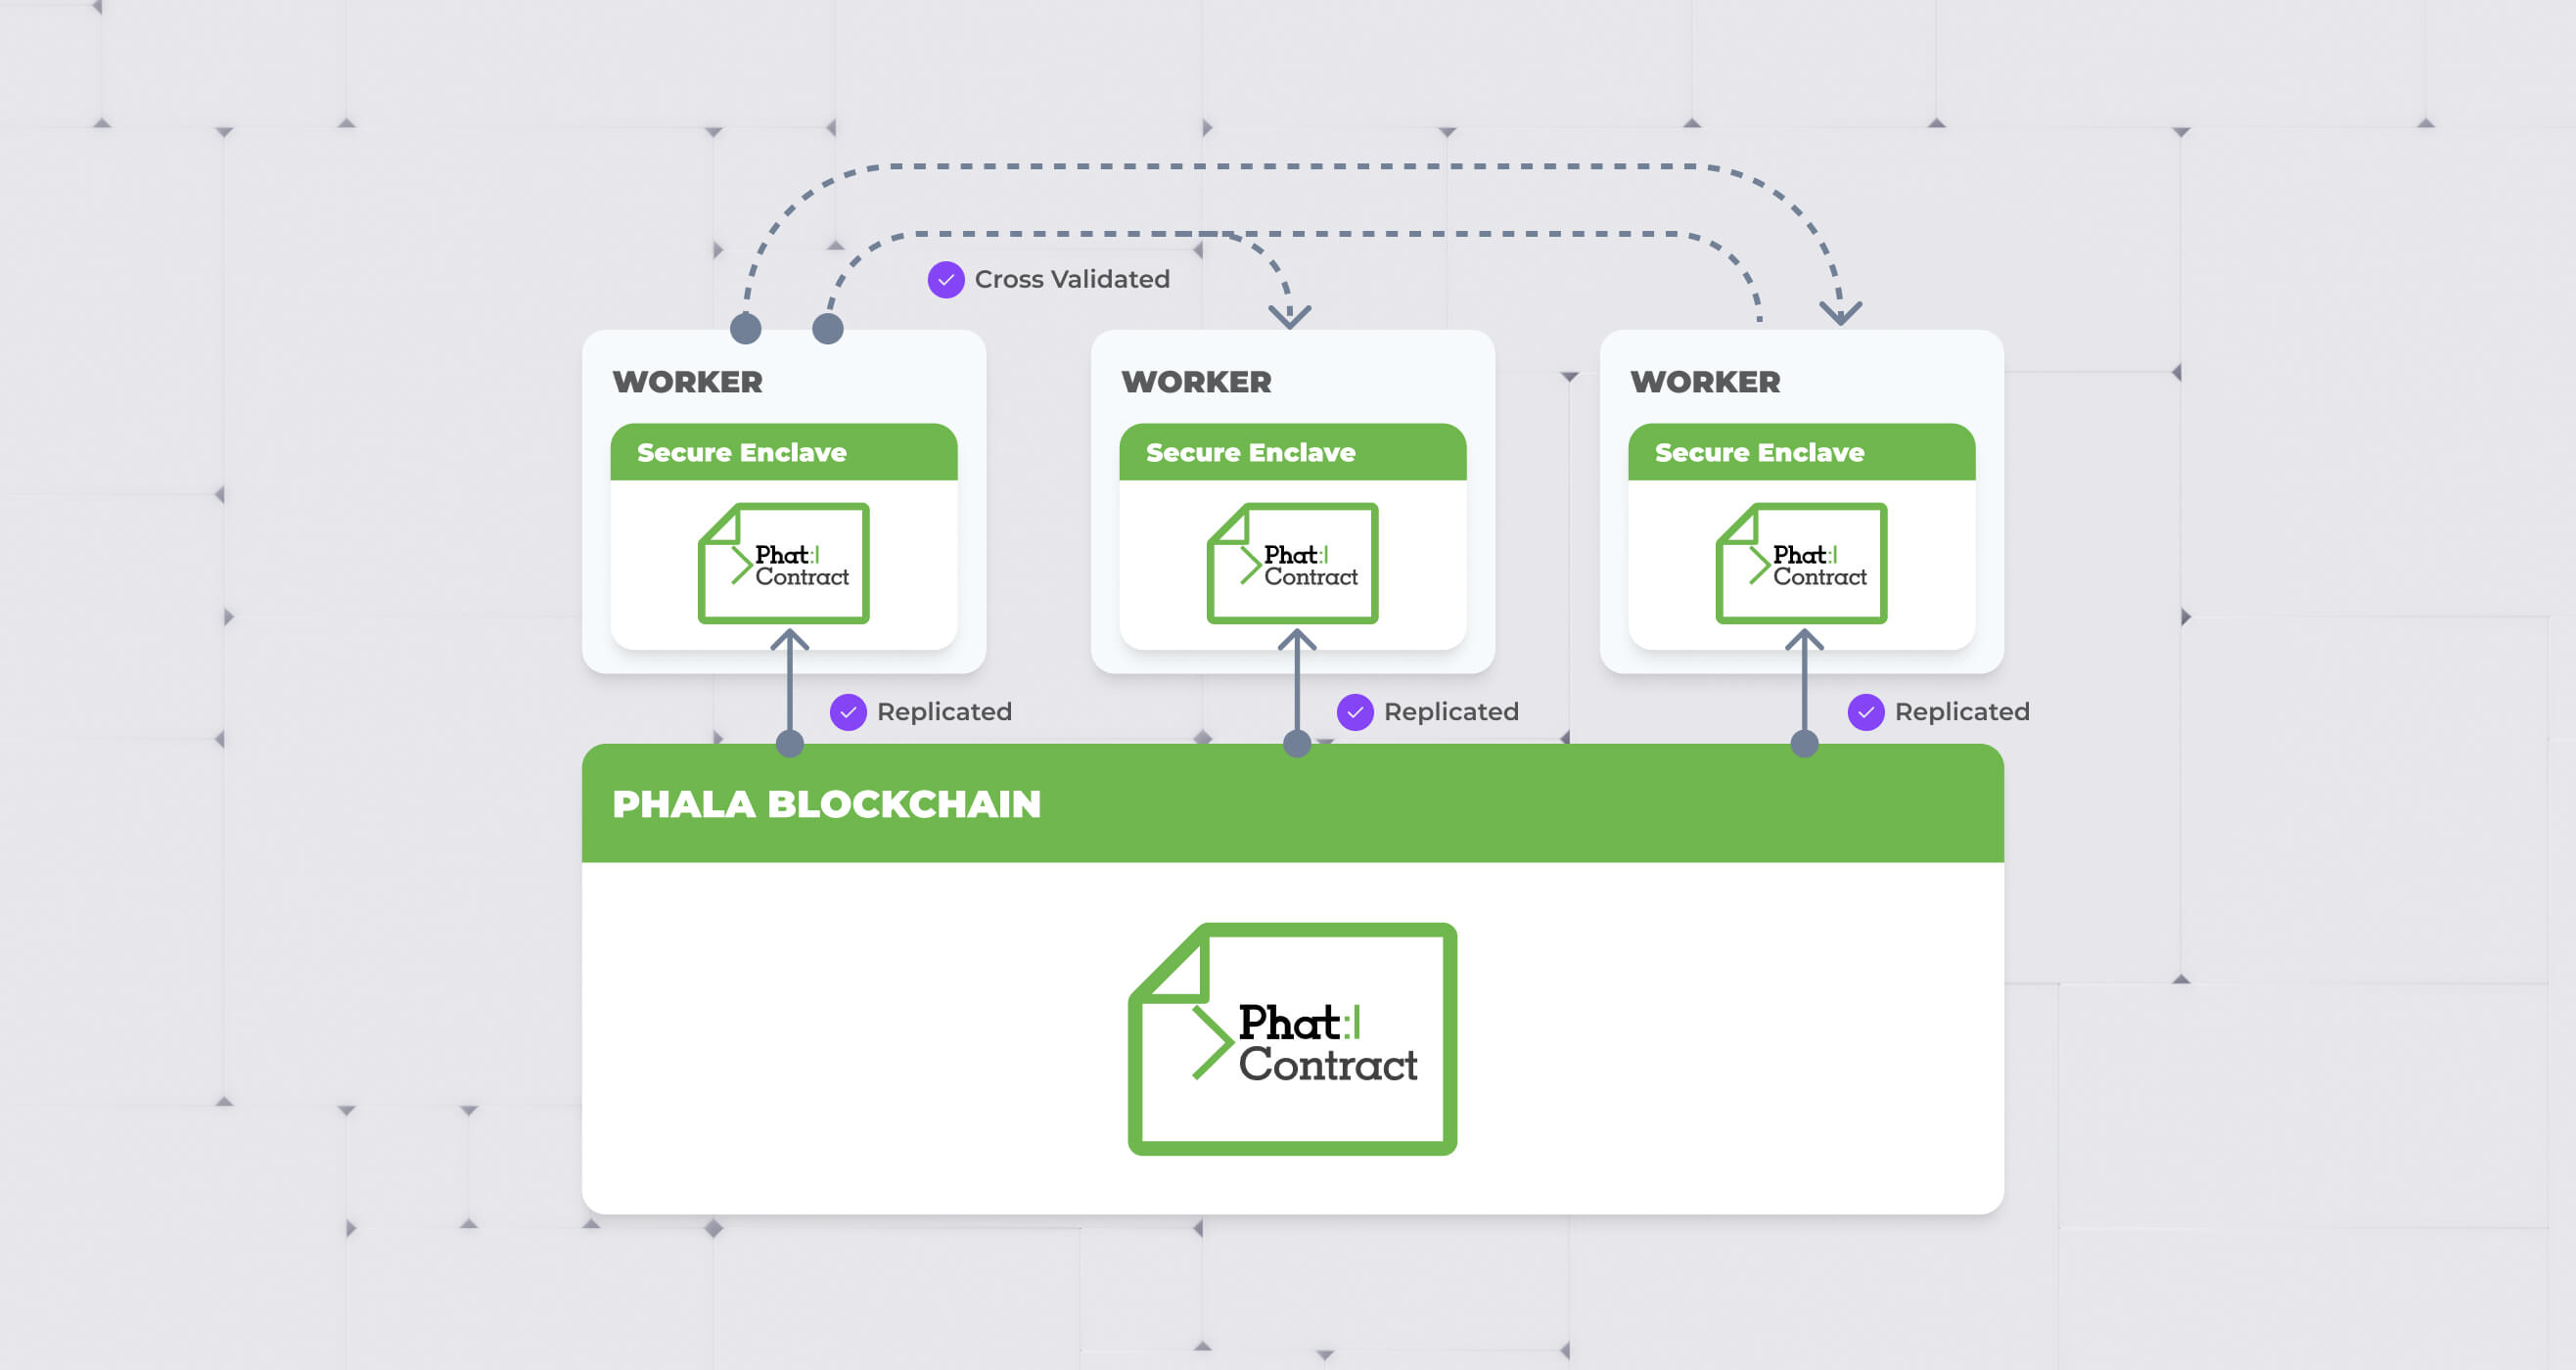 Cross Validated
WORKER
Secure Enclave
Phat:|
Contract
WORKER
Secure Enclave
Phat:|
Contract
WORKER
Secure Enclave
Phat:|
Contract
Replicated
Replicated
Replicated
PHALA BLOCKCHAIN
Phat:|
Contract